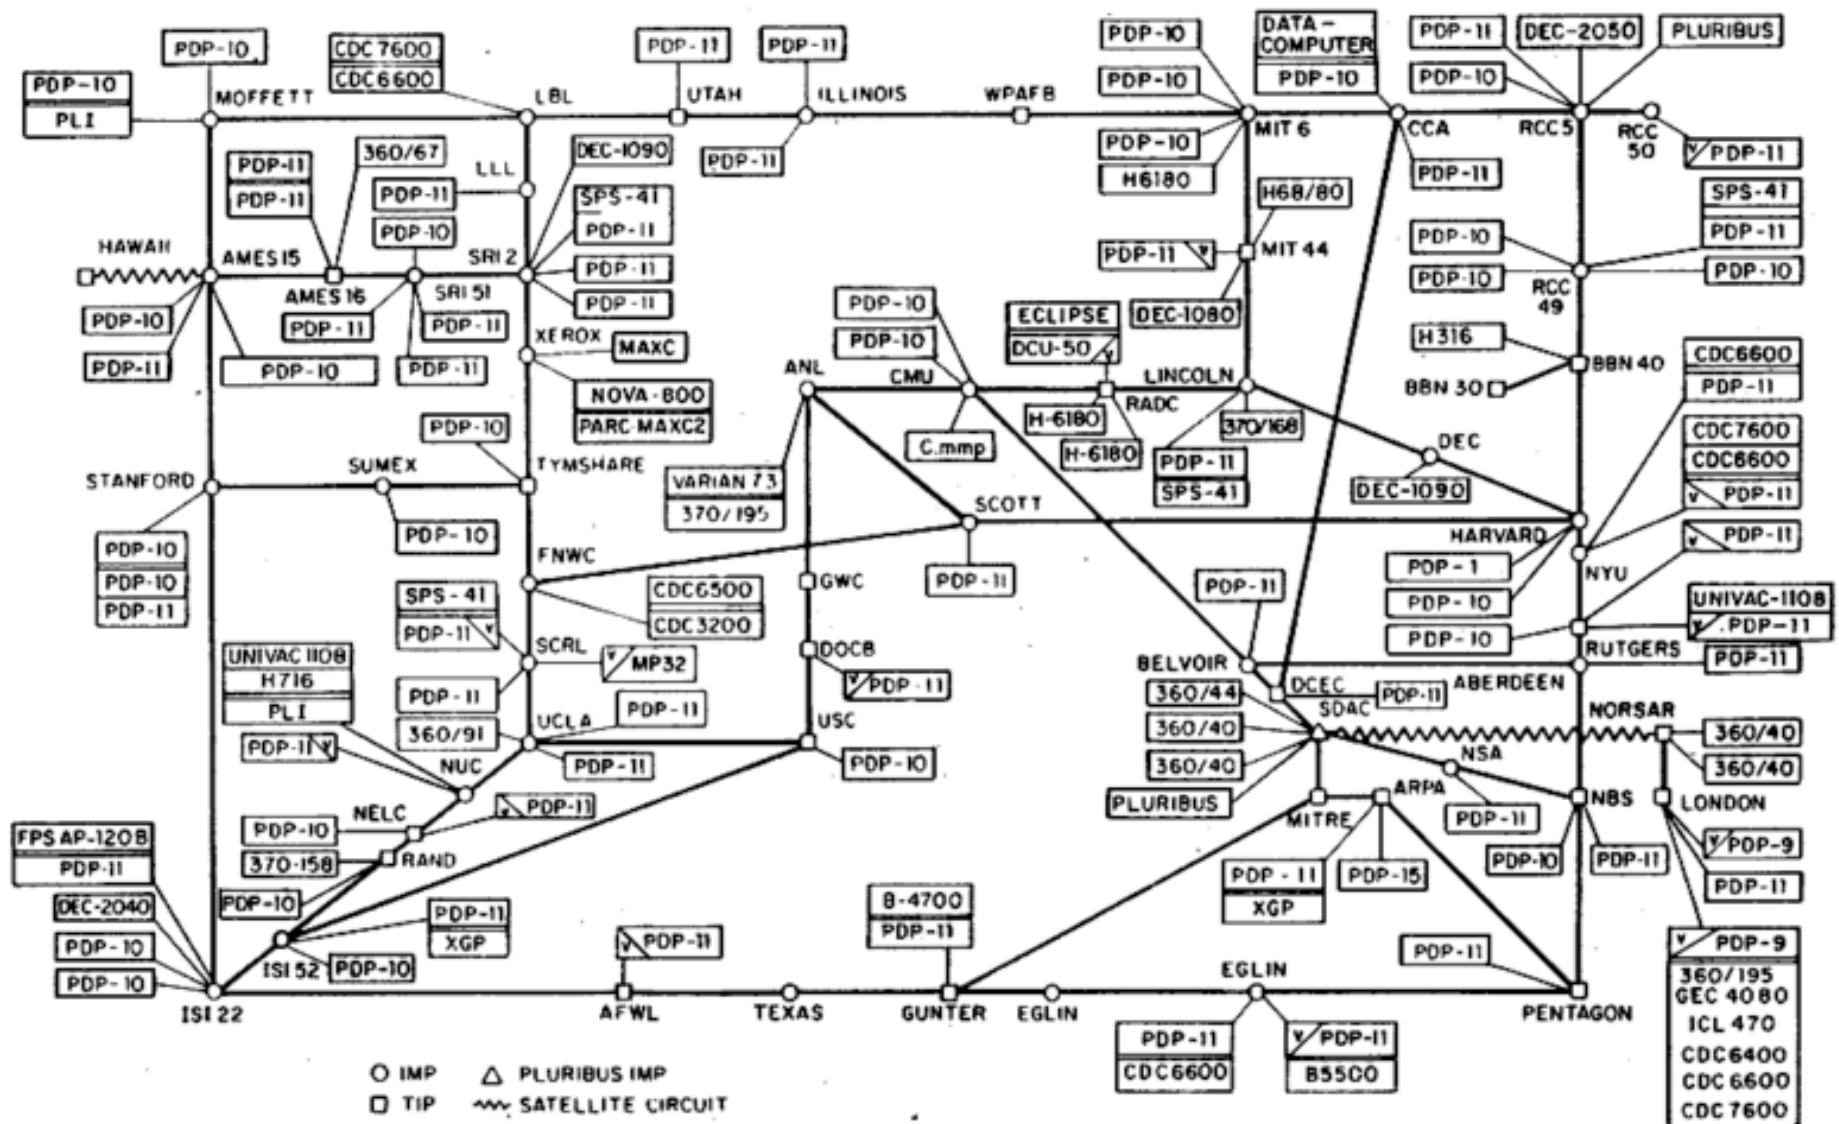 PDP-10
CDC 7600
CDC 6600
PDP-11
PDP-11
PDP-10
DATA-
COMPUTER
PDP-10
PDP-11
DEC-2050
PLURIBUS
PDP-10
PLI
MOFFETT
LBL
UTAH
ILLINOIS
WPAFB
PDP-10
PDP-10
MIT 6
CCA
RCC 5
RCC
50
PDP-11
PDP-10
H6180
PDP-11
V PDP-11
PDP-11
PDP-11
360/67
LLL
PDP-11
DEC-1090
SPS-41
PDP-11
H68/80
SPS-41
PDP-11
HAWAII
AMES 15
PDP-10
SRI 2
PDP-11
PDP-11
PDP-11 V
MIT 44
DEC-1080
PDP-10
PDP-10
PDP-10
RCC
49
AMES 16
SRI 51
PDP-10
PDP-11
PDP-10
PDP-11
PDP-11
PDP-11
XEROX
MAXC
NOVA-800
PARC-MAXC2
PDP-10
PDP-10
ECLIPSE
DCU-50 V
H316
BBN 40
BBN 30
CDC6600
PDP-11
ANL
CMU
RADC
LINCOLN
C.mmp
H-6180
H-6180
370/168
PDP-11
SPS-41
DEC
DEC-1090
CDC7600
CDC6600
V PDP-11
V PDP-11
PDP-10
STANFORD
SUMEX
TYMSHARE
PDP-10
PDP-10
PDP-10
PDP-11
VARIAN 73
370/195
SCOTT
PDP-11
HARVARD
NYU
PDP-1
PDP-10
PDP-10
FNWC
CDC6500
CDC3200
GWC
PDP-11
UNIVAC-1108
V PDP-11
SPS-41
PDP-11 V
SCRL
V MP32
DOCB
V PDP-11
BELVOIR
RUTGERS
PDP-11
ABERDEEN
UNIVAC 1108
H716
PLI
PDP-11
360/91
UCLA
PDP-11
USC
360/44
DCEC
PDP-11
SDAC
NORSAR
PDP-11 V
NUC
PDP-11
PDP-10
360/40
360/40
PLURIBUS
NSA
360/40
360/40
NELC
V PDP-11
PDP-10
MITRE
ARPA
PDP-11
NBS
LONDON
FPS AP-120B
PDP-11
370-158
RAND
PDP-10
PDP-11
XGP
PDP-15
PDP-10
PDP-11
V PDP-9
PDP-11
DEC-2040
PDP-10
PDP-10
PDP-11
XGP
ISI 52
PDP-10
V PDP-11
B-4700
PDP-11
EGLIN
PDP-11
V PDP-9
360/195
GEC 4080
ICL 470
CDC6400
CDC6600
CDC7600
ISI 22
AFWL
TEXAS
GUNTER
EGLIN
PENTAGON
PDP-11
CDC6600
V PDP-11
B5500
IMP
PLURIBUS IMP
TIP
SATELLITE CIRCUIT